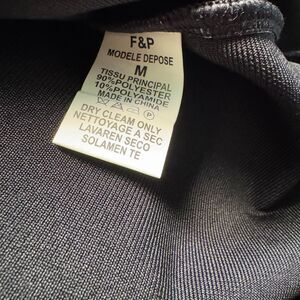 F&P
MODELE DEPOSE
M
TISSU PRINCIPAL
90%POLYESTER
10%POLYAMIDE
MADE IN CHINA
DRY CLEAM ONLY
NETTOYAGE A SEC
LAVAREN SECO
SOLAMEN TE